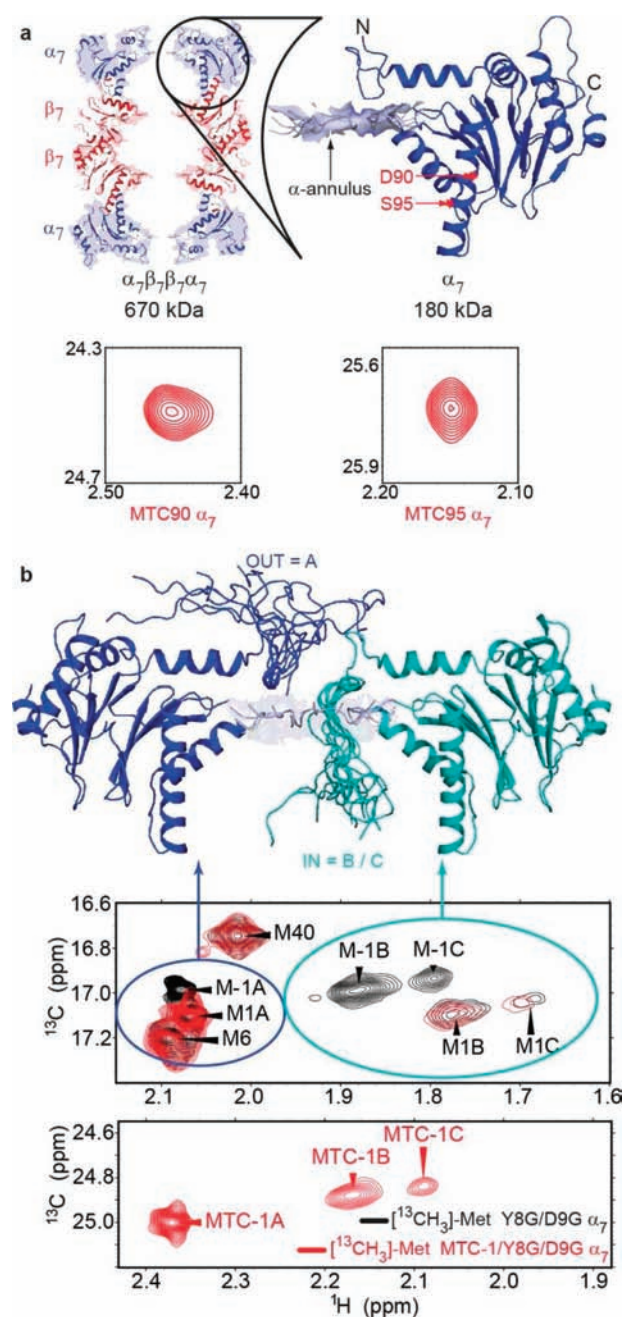 a
α7
β7
β7
α7
α7β7β7α7
670 kDa
N
C
α-annulus
D90
S95
α7
180 kDa
24.3
24.7
2.50
2.40
MTC90 α7
25.6
25.9
2.20
2.10
MTC95 α7
b
OUT = A
IN = B / C
16.6
16.8
17.0
17.2
13C (ppm)
M40
M-1A
M1A
M6
M-1B
M-1C
M1B
M1C
2.1
2.0
1.9
1.8
1.7
1.6
24.6
24.8
25.0
13C (ppm)
MTC-1A
MTC-1B
MTC-1C
[13CH3]-Met Y8G/D9G α7
[13CH3]-Met MTC-1/Y8G/D9G α7
2.4
2.3
2.2
2.1
2.0
1.9
1H (ppm)